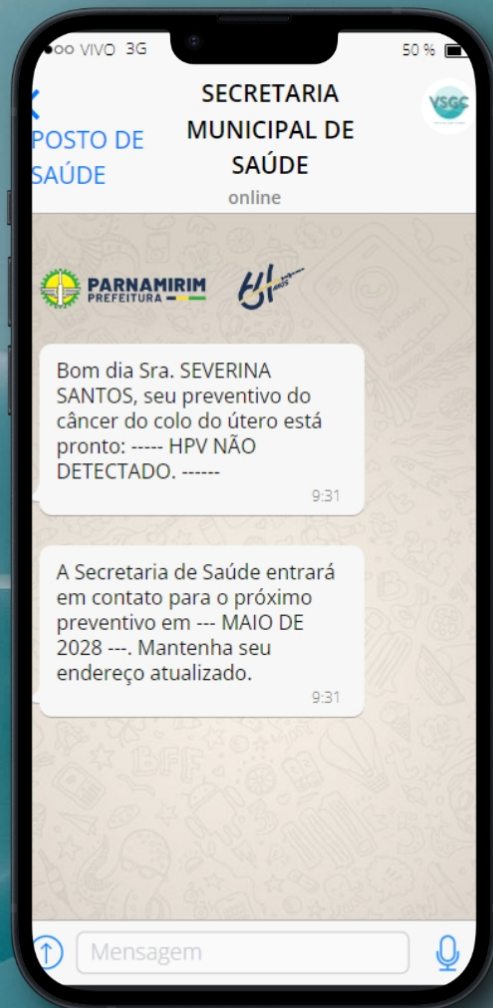 VIVO 3G
50 %
SECRETARIA
MUNICIPAL DE
SAÚDE
online
POSTO DE
SAÚDE
VSGC
PARNAMIRIM
PREFEITURA
ANOS
Bom dia Sra. SEVERINA
SANTOS, seu preventivo do
câncer do colo do útero está
pronto: ----- HPV NÃO
DETECTADO. ------
9:31
A Secretaria de Saúde entrará
em contato para o próximo
preventivo em --- MAIO DE
2028 ---. Mantenha seu
endereço atualizado.
9:31
BFF
Mensagem